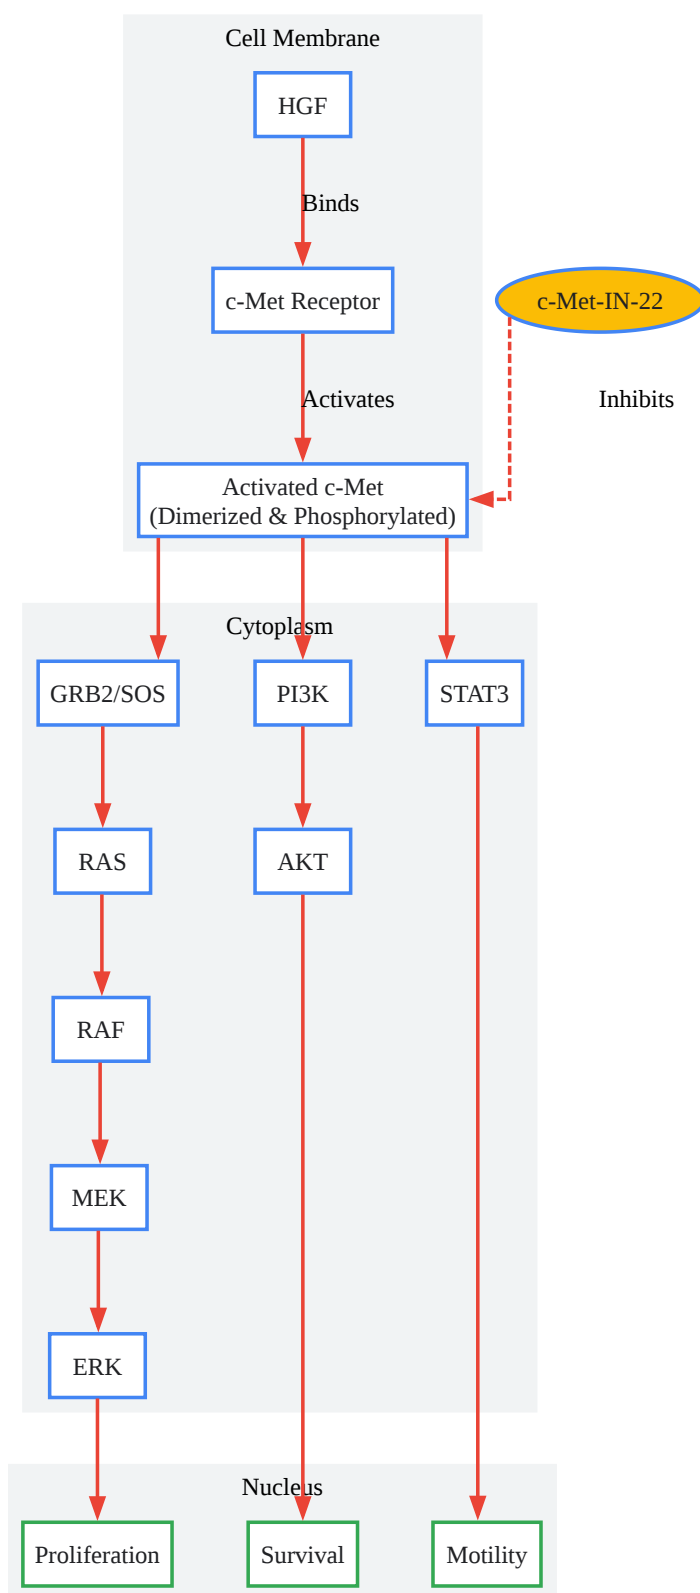 Cell Membrane
HGF
Binds
c-Met Receptor
c-Met-IN-22
Activates
Inhibits
Activated c-Met
(Dimerized & Phosphorylated)
Cytoplasm
GRB2/SOS
PI3K
STAT3
RAS
AKT
RAF
MEK
ERK
Nucleus
Proliferation
Survival
Motility